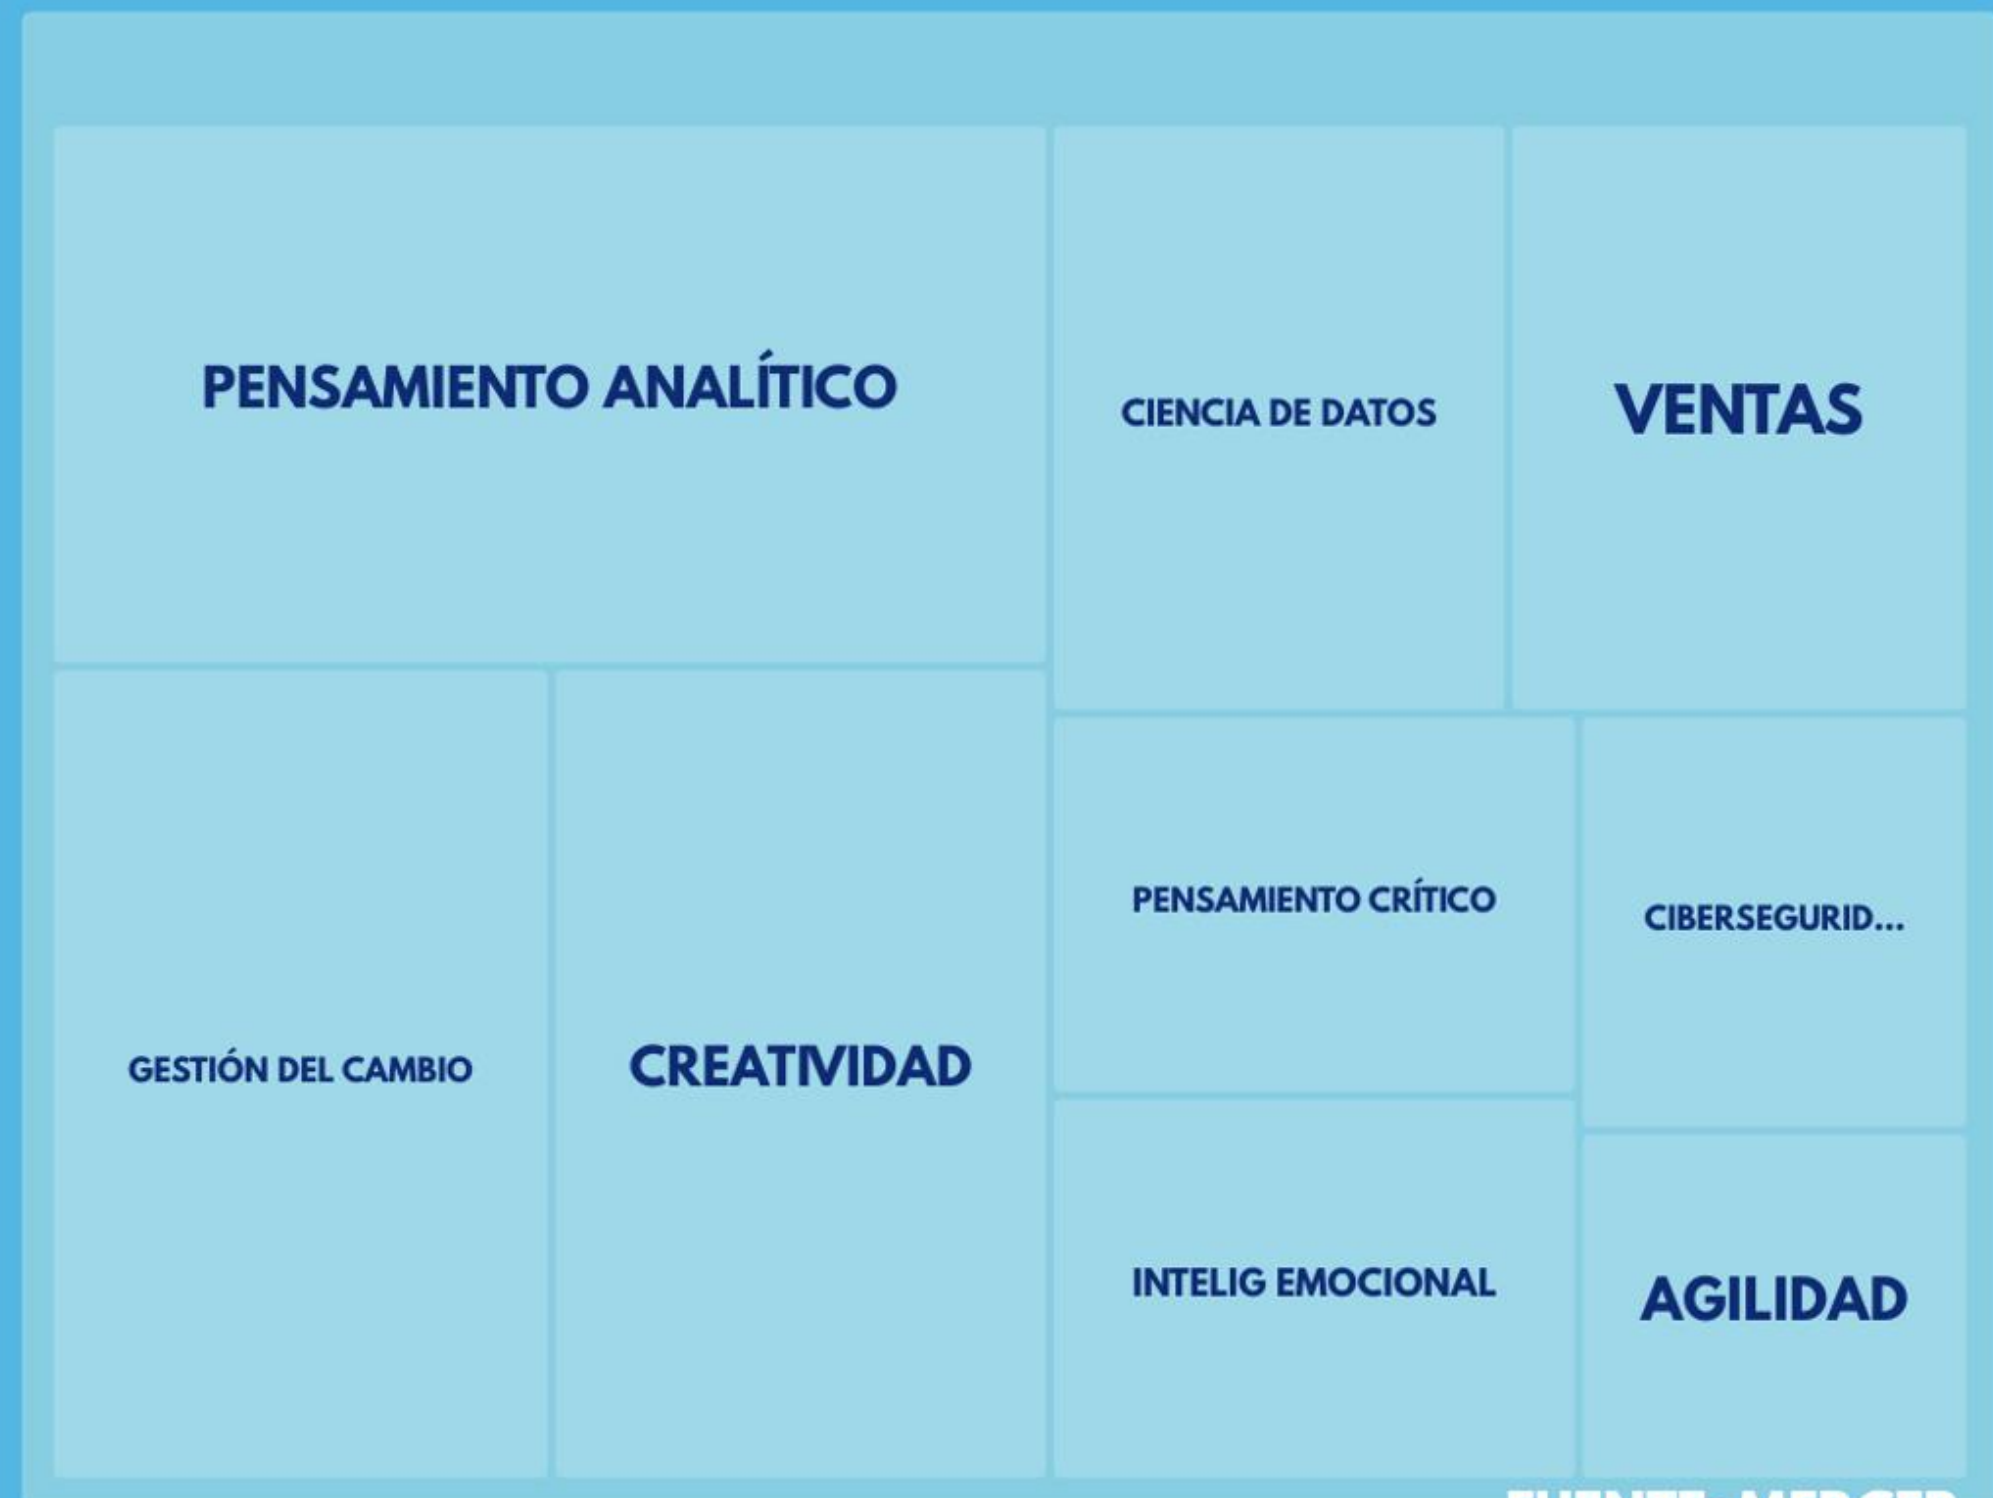 PENSAMIENTO ANALÍTICO
CIENCIA DE DATOS
VENTAS
GESTIÓN DEL CAMBIO
CREATIVIDAD
PENSAMIENTO CRÍTICO
CIBERSEGURID...
INTELIG EMOCIONAL
AGILIDAD